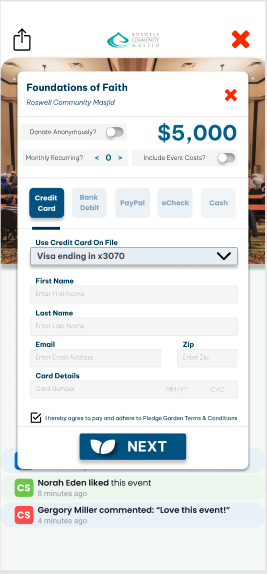 ROSWELL
COMMUNITY
MASJID
Foundations of Faith
Roswell Community Masjid
Donate Anonymously?
$5,000
Monthly Recurring? < 0 > Include Event Costs?
Credit Card
Bank Debit
PayPal
eCheck
Cash
Use Credit Card On File
Visa ending in x3070
First Name
Enter First Name
Last Name
Enter Last Name
Email Zip
Enter Email Address Enter Zip
Card Details
Card Number MM/YY CVC
I hereby agree to pay and adhere to Pledge Garden Terms & Conditions
NEXT
CS Norah Eden liked this event
8 minutes ago
CS Gergory Miller commented: “Love this event!”
4 minutes ago